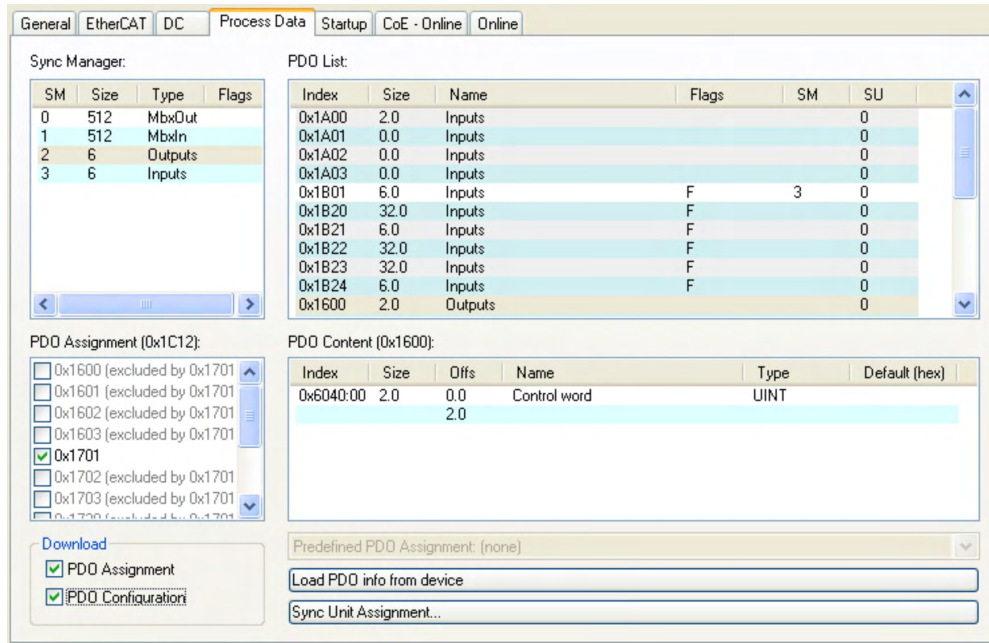 General EtherCAT DC Process Data Startup CoE - Online Online
Sync Manager:
SM Size Type Flags
0 512 MbxOut
1 512 MbxIn
2 6 Outputs
3 6 Inputs
PDO List:
Index Size Name Flags SM SU
0x1A00 2.0 Inputs 0
0x1A01 0.0 Inputs 0
0x1A02 0.0 Inputs 0
0x1A03 0.0 Inputs 0
0x1B01 6.0 Inputs F 3 0
0x1B20 32.0 Inputs F 0
0x1B21 6.0 Inputs F 0
0x1B22 32.0 Inputs F 0
0x1B23 32.0 Inputs F 0
0x1B24 6.0 Inputs F 0
0x1600 2.0 Outputs 0
PDO Assignment (0x1C12):
0x1600 (excluded by 0x1701
0x1601 (excluded by 0x1701
0x1602 (excluded by 0x1701
0x1603 (excluded by 0x1701
0x1701
0x1702 (excluded by 0x1701
0x1703 (excluded by 0x1701
PDO Content (0x1600):
Index Size Offs Name Type Default (hex)
0x6040:00 2.0 0.0 Control word UINT
2.0
Download
PDO Assignment
PDO Configuration
Predefined PDO Assignment: (none)
Load PDO info from device
Sync Unit Assignment...